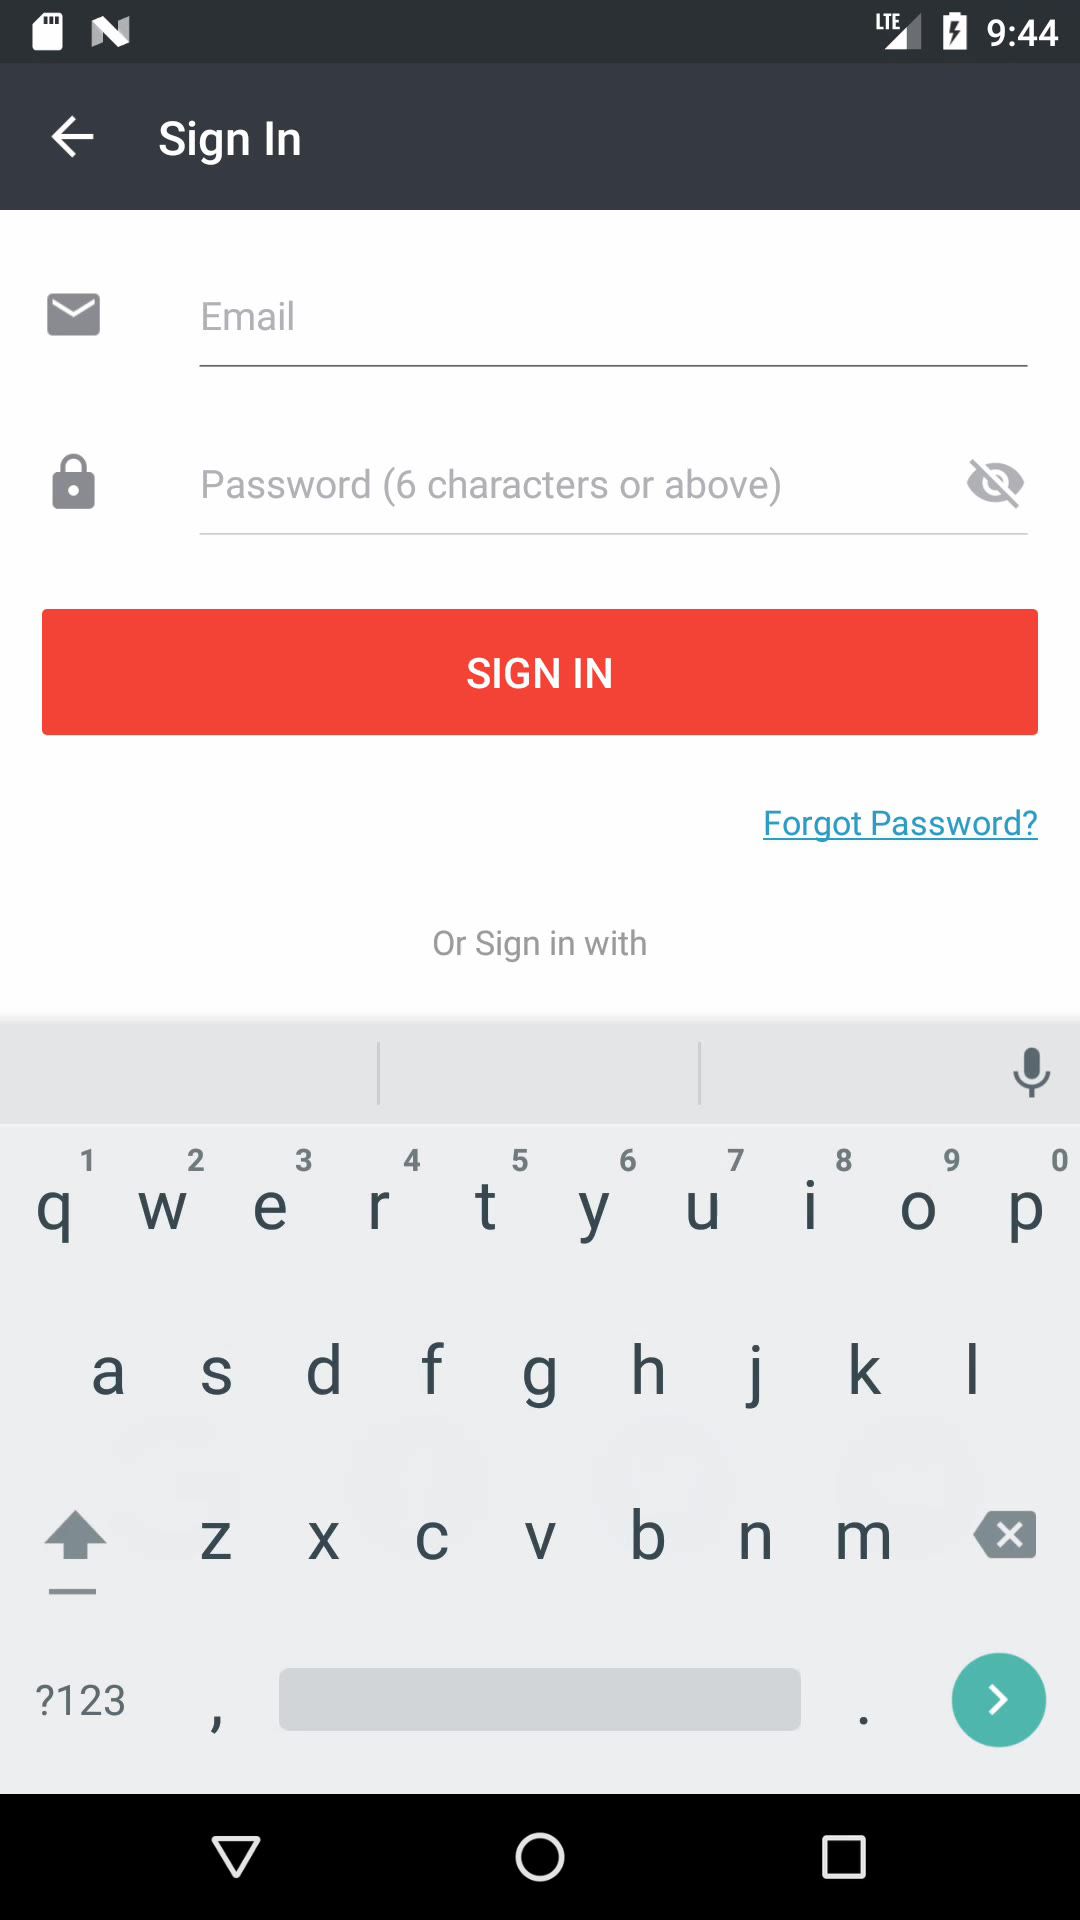 LTE 9:44
Sign In
Email
Password (6 characters or above)
SIGN IN
Forgot Password?
Or Sign in with
1 2 3 4 5 6 7 8 9 0
q w e r t y u i o p
a s d f g h j k l
z x c v b n m
?123 , .